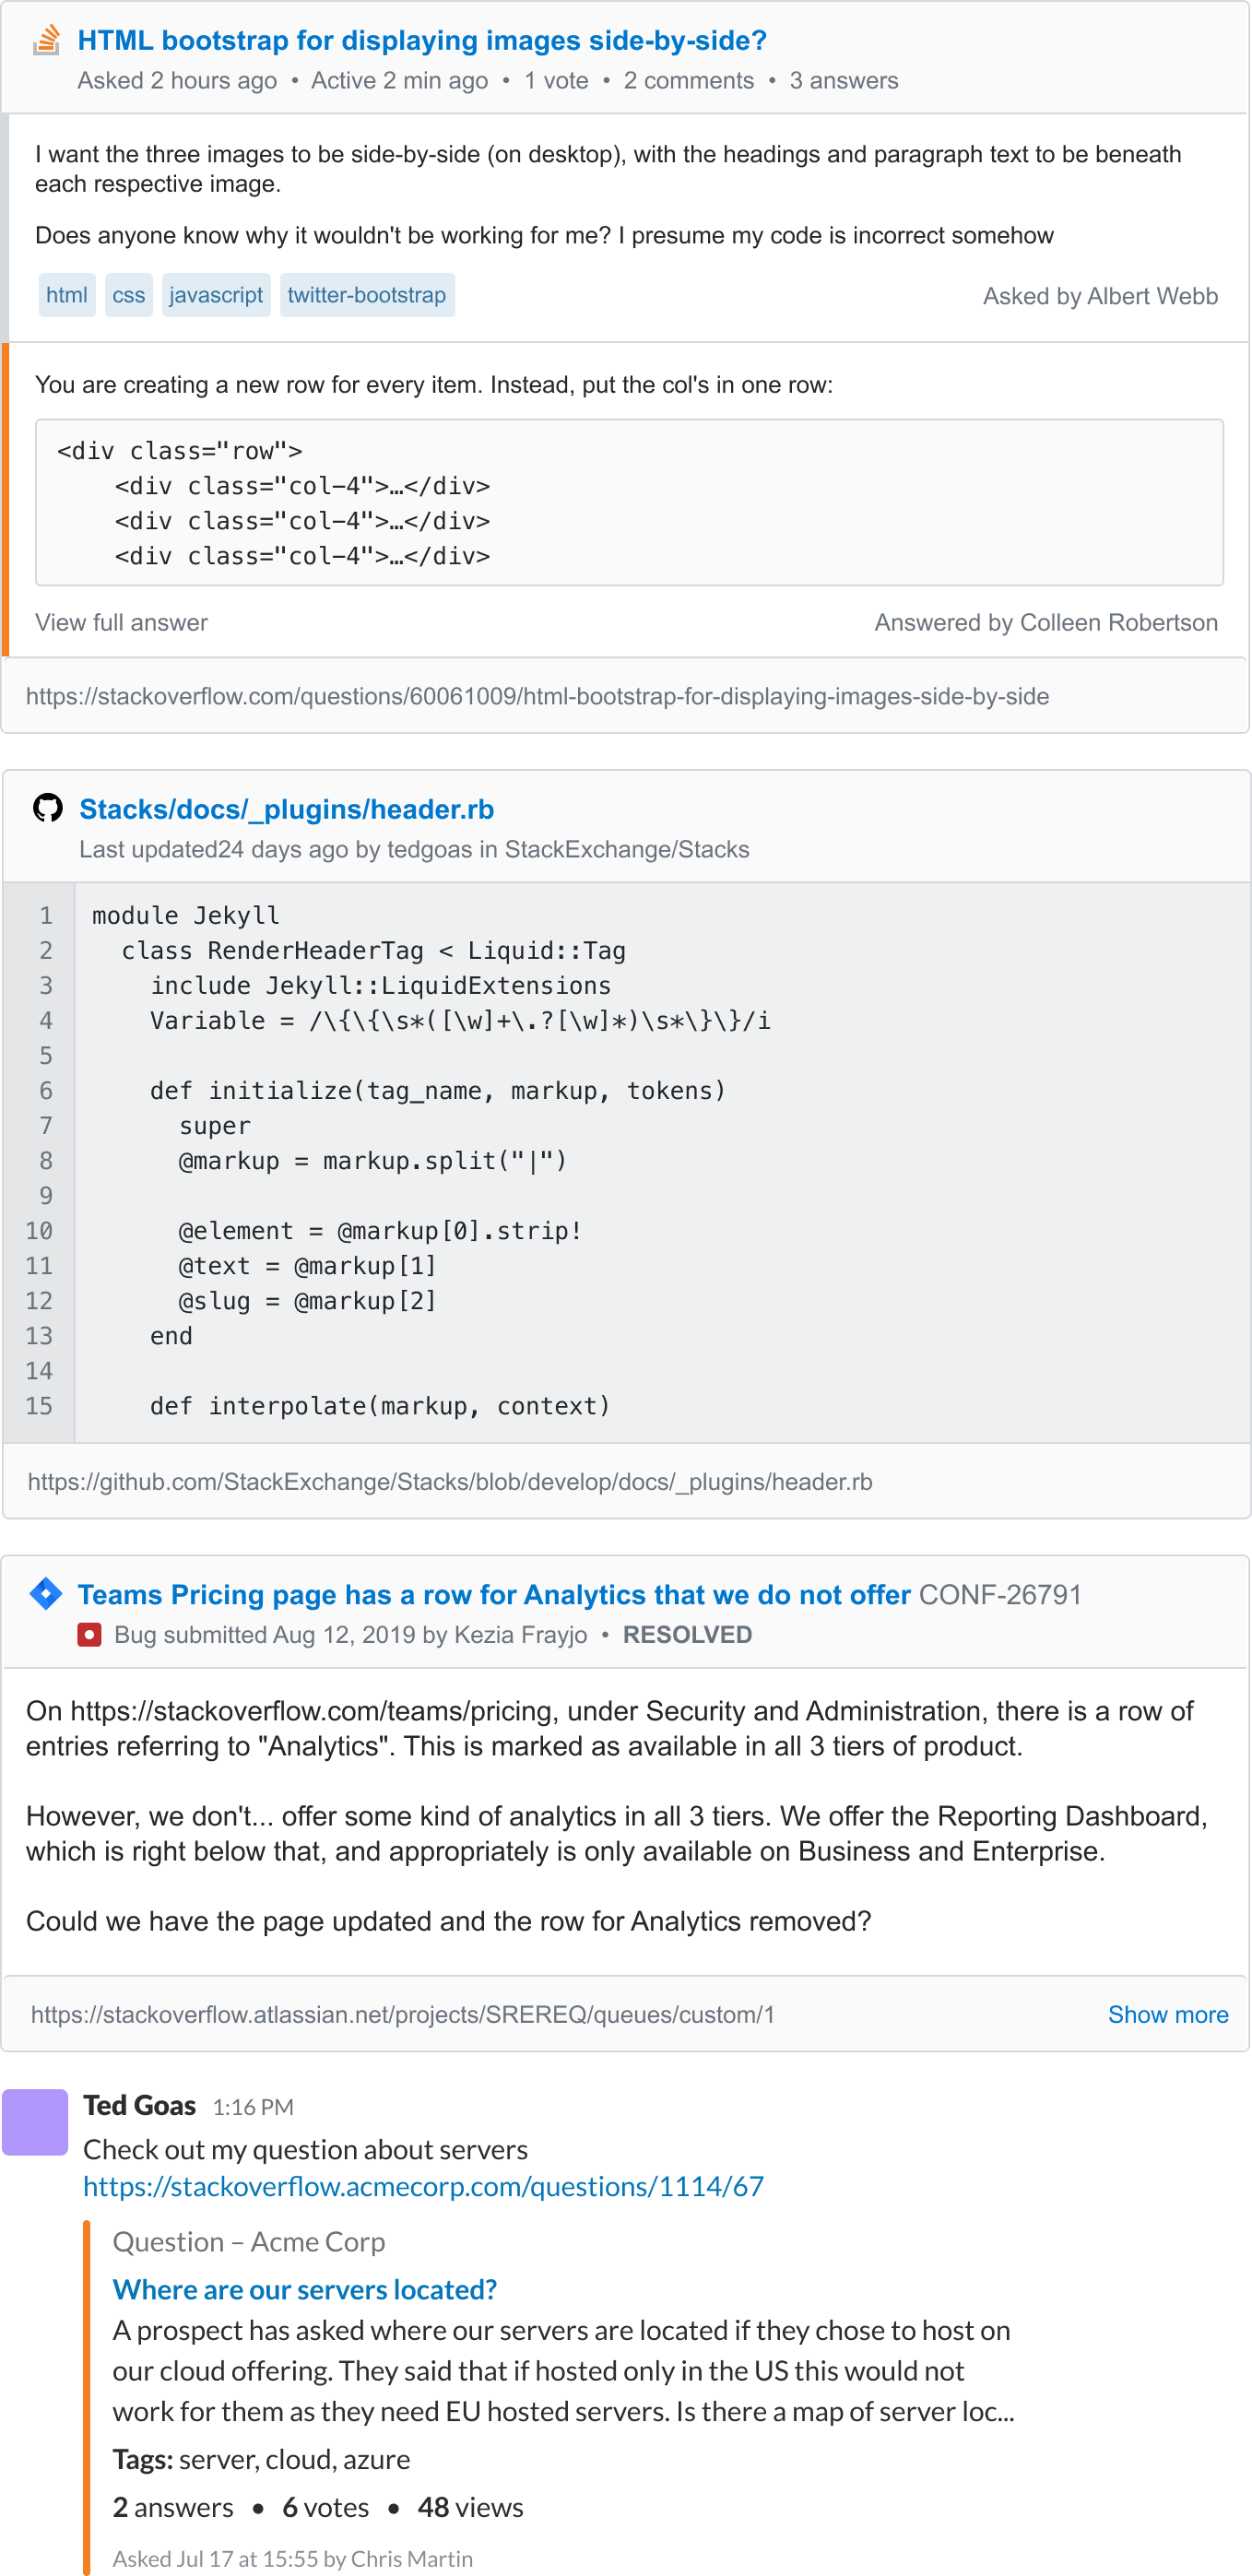 HTML bootstrap for displaying images side-by-side?
Asked 2 hours ago • Active 2 min ago • 1 vote • 2 comments • 3 answers
I want the three images to be side-by-side (on desktop), with the headings and paragraph text to be beneath
each respective image.
Does anyone know why it wouldn't be working for me? I presume my code is incorrect somehow
html css javascript twitter-bootstrap
Asked by Albert Webb
You are creating a new row for every item. Instead, put the col's in one row:
<div class="row">
    <div class="col-4">…</div>
    <div class="col-4">…</div>
    <div class="col-4">…</div>
View full answer
Answered by Colleen Robertson
https://stackoverflow.com/questions/60061009/html-bootstrap-for-displaying-images-side-by-side
Stacks/docs/_plugins/header.rb
Last updated24 days ago by tedgoas in StackExchange/Stacks
1 module Jekyll
2   class RenderHeaderTag < Liquid::Tag
3     include Jekyll::LiquidExtensions
4     Variable = /\{\{\s*([\w]+\.?[\w]*)\s*\}\}/i
5
6     def initialize(tag_name, markup, tokens)
7       super
8       @markup = markup.split("|")
9
10       @element = @markup[0].strip!
11       @text = @markup[1]
12       @slug = @markup[2]
13     end
14
15     def interpolate(markup, context)
https://github.com/StackExchange/Stacks/blob/develop/docs/_plugins/header.rb
Teams Pricing page has a row for Analytics that we do not offer CONF-26791
Bug submitted Aug 12, 2019 by Kezia Frayjo • RESOLVED
On https://stackoverflow.com/teams/pricing, under Security and Administration, there is a row of
entries referring to "Analytics". This is marked as available in all 3 tiers of product.
However, we don't... offer some kind of analytics in all 3 tiers. We offer the Reporting Dashboard,
which is right below that, and appropriately is only available on Business and Enterprise.
Could we have the page updated and the row for Analytics removed?
https://stackoverflow.atlassian.net/projects/SREREQ/queues/custom/1
Show more
Ted Goas 1:16 PM
Check out my question about servers
https://stackoverflow.acmecorp.com/questions/1114/67
Question – Acme Corp
Where are our servers located?
A prospect has asked where our servers are located if they chose to host on
our cloud offering. They said that if hosted only in the US this would not
work for them as they need EU hosted servers. Is there a map of server loc...
Tags: server, cloud, azure
2 answers • 6 votes • 48 views
Asked Jul 17 at 15:55 by Chris Martin